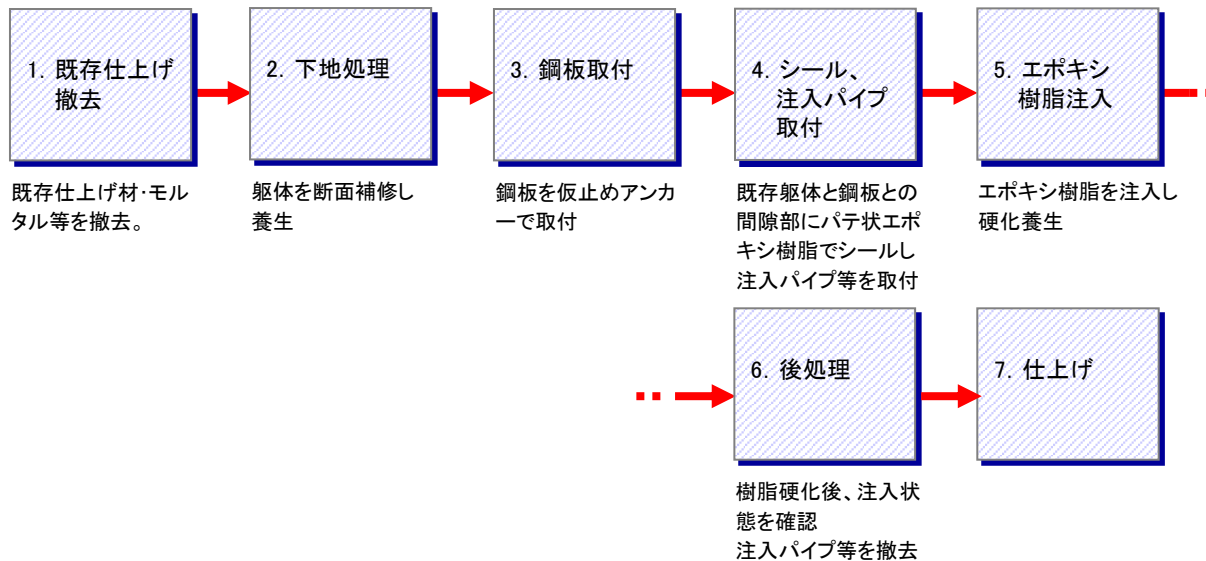 1. 既存仕上げ
撤去
2. 下地処理
3. 鋼板取付
4. シール、
注入パイプ
取付
5. エポキシ
樹脂注入
既存仕上げ材・モル
タル等を撤去。
躯体を断面補修し
養生
鋼板を仮止めアンカ
ーで取付
既存躯体と鋼板との
間隙部にパテ状エポ
キシ樹脂でシールし
注入パイプ等を取付
エポキシ樹脂を注入し
硬化養生
6. 後処理
7. 仕上げ
樹脂硬化後、注入状
態を確認
注入パイプ等を撤去